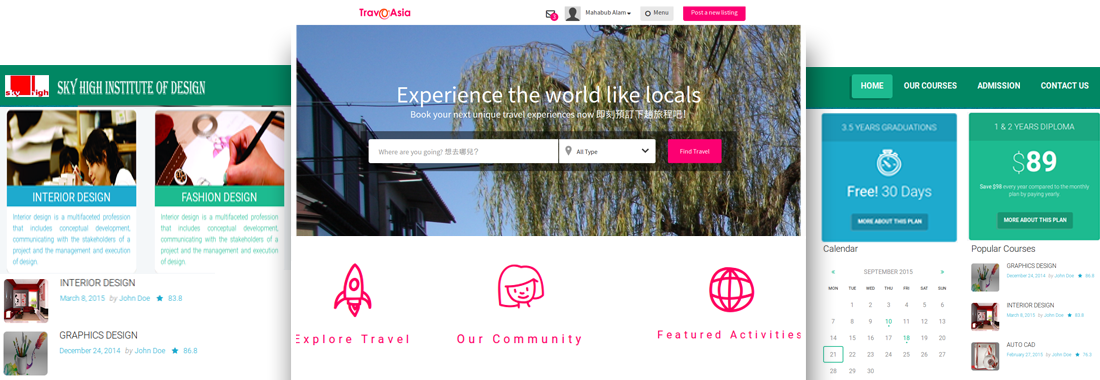 sky high
SKY HIGH INSTITUTE OF DESIGN
INTERIOR DESIGN
Interior design is a multifaceted profession
that includes conceptual development,
communicating with the stakeholders of a
project and the management and execution
of design.
FASHION DESIGN
Interior design is a multifaceted profession
that includes conceptual development,
communicating with the stakeholders of a
project and the management and execution
of design.
INTERIOR DESIGN
March 8, 2015 by John Doe ★ 83.8
GRAPHICS DESIGN
December 24, 2014 by John Doe ★ 86.8
Trav Asia
3
Mahabub Alam
Menu
Post a new listing
Experience the world like locals
Book your next unique travel experiences now 即刻預訂下趟旅程吧!
Where are you going? 想去哪兒?
All Type
Find Travel
Explore Travel
Our Community
Featured Activities
HOME
OUR COURSES
ADMISSION
CONTACT US
3.5 YEARS GRADUATIONS
Free! 30 Days
MORE ABOUT THIS PLAN
1 & 2 YEARS DIPLOMA
$89
Save $98 every year compared to the monthly
plan by paying yearly.
MORE ABOUT THIS PLAN
Calendar
« SEPTEMBER 2015 »
MON TUE WED THU FRI SAT SUN
1 2 3 4 5 6
7 8 9 10 11 12 13
14 15 16 17 18 19 20
21 22 23 24 25 26 27
28 29 30
Popular Courses
GRAPHICS DESIGN
December 24, 2014 by John Doe ★ 86.8
INTERIOR DESIGN
March 8, 2015 by John Doe ★ 83.8
AUTO CAD
February 17, 2015 by John Doe ★ 76.5